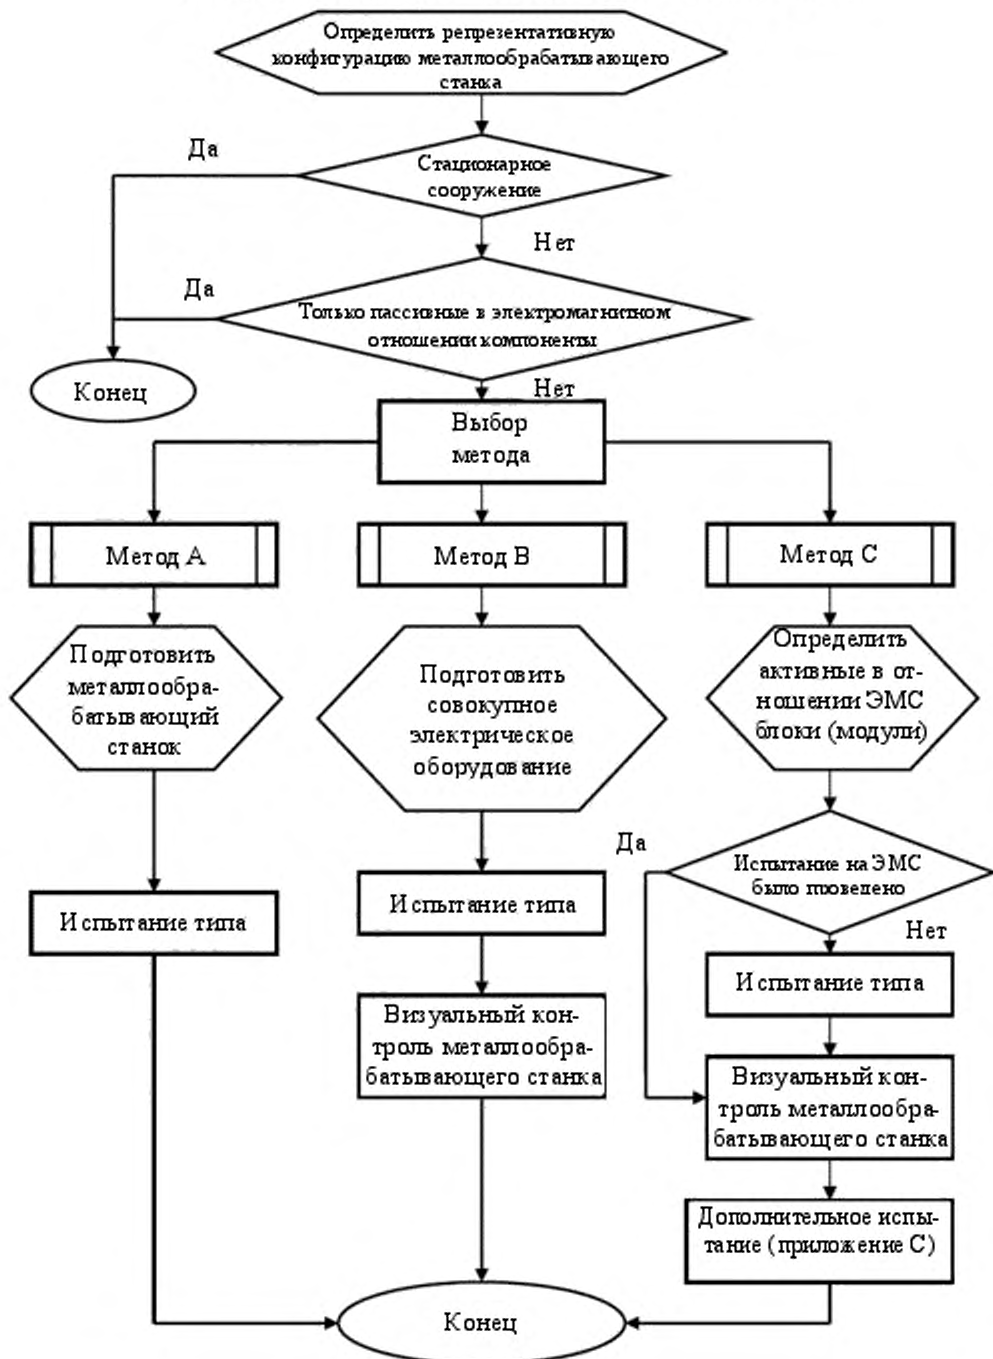 Определить репрезентативную
конфигурацию металлообрабатывающего
станка
Да
Стационарное
сооружение
Нет
Да
Только пассивные в электромагнитном
отношении компоненты
Конец
Нет
Выбор
метода
Метод А
Метод В
Метод С
Подготовить
металлообра-
батывающий
станок
Подготовить
совокупное
электрическое
оборудование
Определить
активные в от-
ношении ЭМС
блоки (модули)
Да
Испытание на ЭМС
было проведено
Нет
Испытание типа
Испытание типа
Испытание типа
Визуальный кон-
троль металлообра-
батывающего станка
Визуальный кон-
троль металлообра-
батывающего станка
Дополнительное испы-
тание (приложение С)
Конец